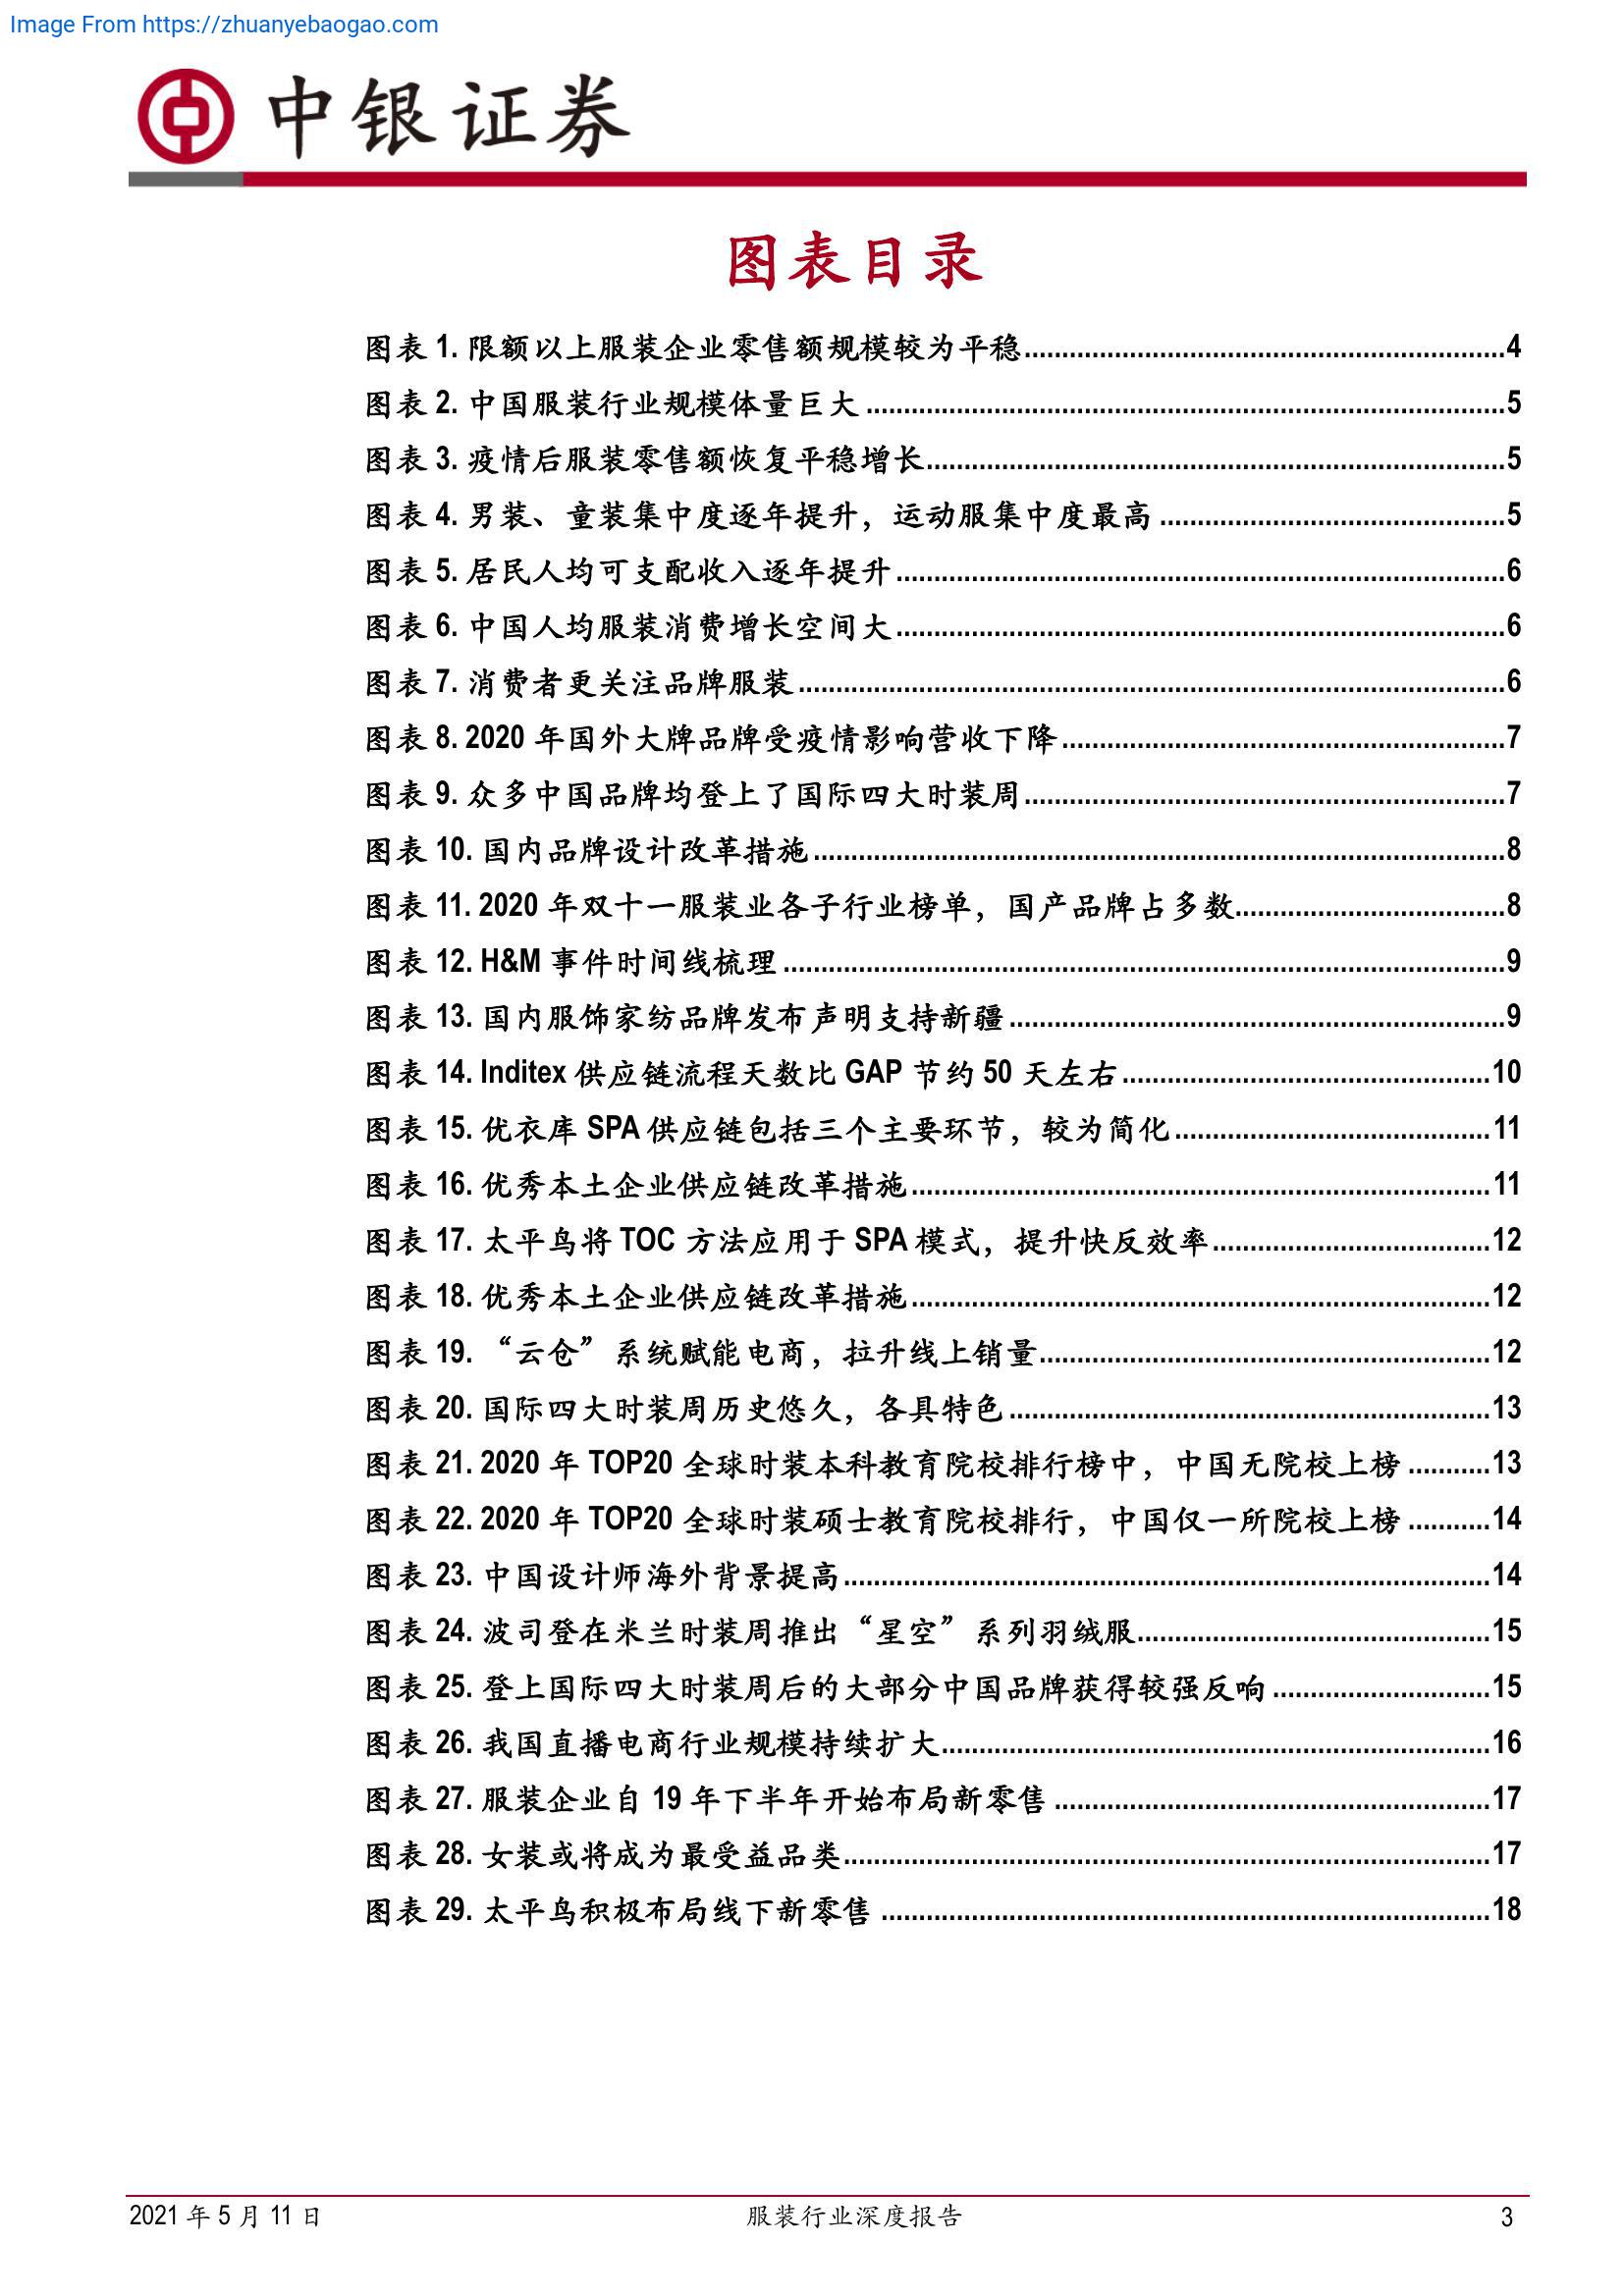 Image From https://zhuanyebaogao.com
中银证券
图表目录
图表 1. 限额以上服装企业零售额规模较为平稳................................................................4
图表 2. 中国服装行业规模体量巨大................................................................5
图表 3. 疫情后服装零售额恢复平稳增长................................................................5
图表 4. 男装、童装集中度逐年提升，运动服集中度最高................................................................5
图表 5. 居民人均可支配收入逐年提升................................................................6
图表 6. 中国人均服装消费增长空间大................................................................6
图表 7. 消费者更关注品牌服装................................................................6
图表 8. 2020 年国外大牌品牌受疫情影响营收下降................................................................7
图表 9. 众多中国品牌均登上了国际四大时装周................................................................7
图表 10. 国内品牌设计改革措施................................................................8
图表 11. 2020 年双十一服装业各子行业榜单，国产品牌占多数....................................8
图表 12. H&M 事件时间线梳理................................................................9
图表 13. 国内服饰家纺品牌发布声明支持新疆................................................................9
图表 14. Inditex 供应链流程天数比 GAP 节约 50 天左右................................................10
图表 15. 优衣库 SPA 供应链包括三个主要环节，较为简化..........................................11
图表 16. 优秀本土企业供应链改革措施................................................................11
图表 17. 太平鸟将 TOC 方法应用于 SPA 模式，提升快反效率.....................................12
图表 18. 优秀本土企业供应链改革措施................................................................12
图表 19. “云仓”系统赋能电商，拉升线上销量............................................................12
图表 20. 国际四大时装周历史悠久，各具特色................................................................13
图表 21. 2020 年 TOP20 全球时装本科教育院校排行榜中，中国无院校上榜...........13
图表 22. 2020 年 TOP20 全球时装硕士教育院校排行，中国仅一所院校上榜...........14
图表 23. 中国设计师海外背景提高................................................................14
图表 24. 波司登在米兰时装周推出“星空”系列羽绒服...............................................15
图表 25. 登上国际四大时装周后的大部分中国品牌获得较强反响.............................15
图表 26. 我国直播电商行业规模持续扩大................................................................16
图表 27. 服装企业自 19 年下半年开始布局新零售..........................................................17
图表 28. 女装或将成为最受益品类................................................................17
图表 29. 太平鸟积极布局线下新零售................................................................18
2021 年 5 月 11 日
服装行业深度报告
3